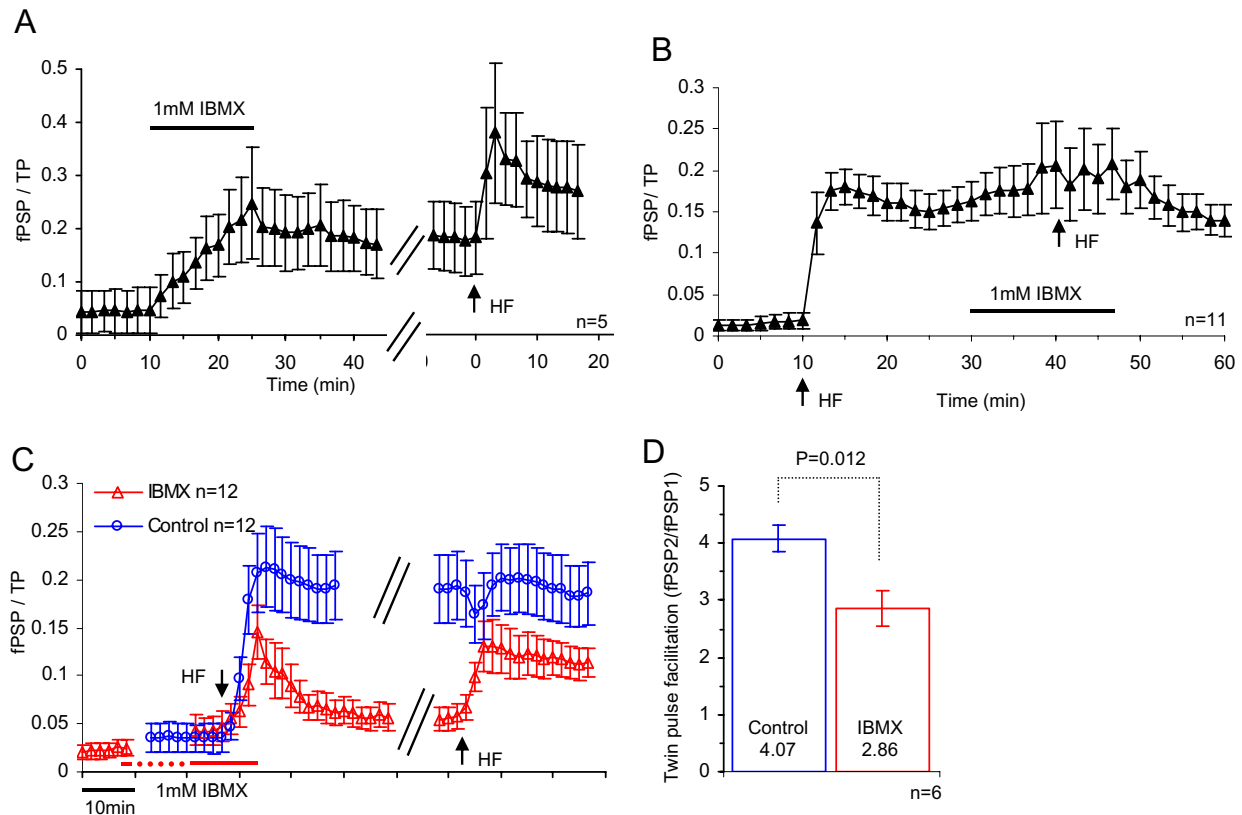 A
fPSP / TP
0.5
0.4
0.3
0.2
0.1
0
1mM IBMX
HF
n=5
0 10 20 30 40 0 10 20
Time (min)
B
fPSP / TP
0.3
0.25
0.2
0.15
0.1
0.05
0
HF
1mM IBMX
n=11
0 10 20 30 40 50 60
HF
Time (min)
C
fPSP / TP
0.3
0.25
0.2
0.15
0.1
0.05
0
IBMX n=12
Control n=12
HF
HF
1mM IBMX
10min
D
P=0.012
Twin pulse facilitation (fPSP2/fPSP1)
5
4
3
2
1
0
Control
4.07
IBMX
2.86
n=6